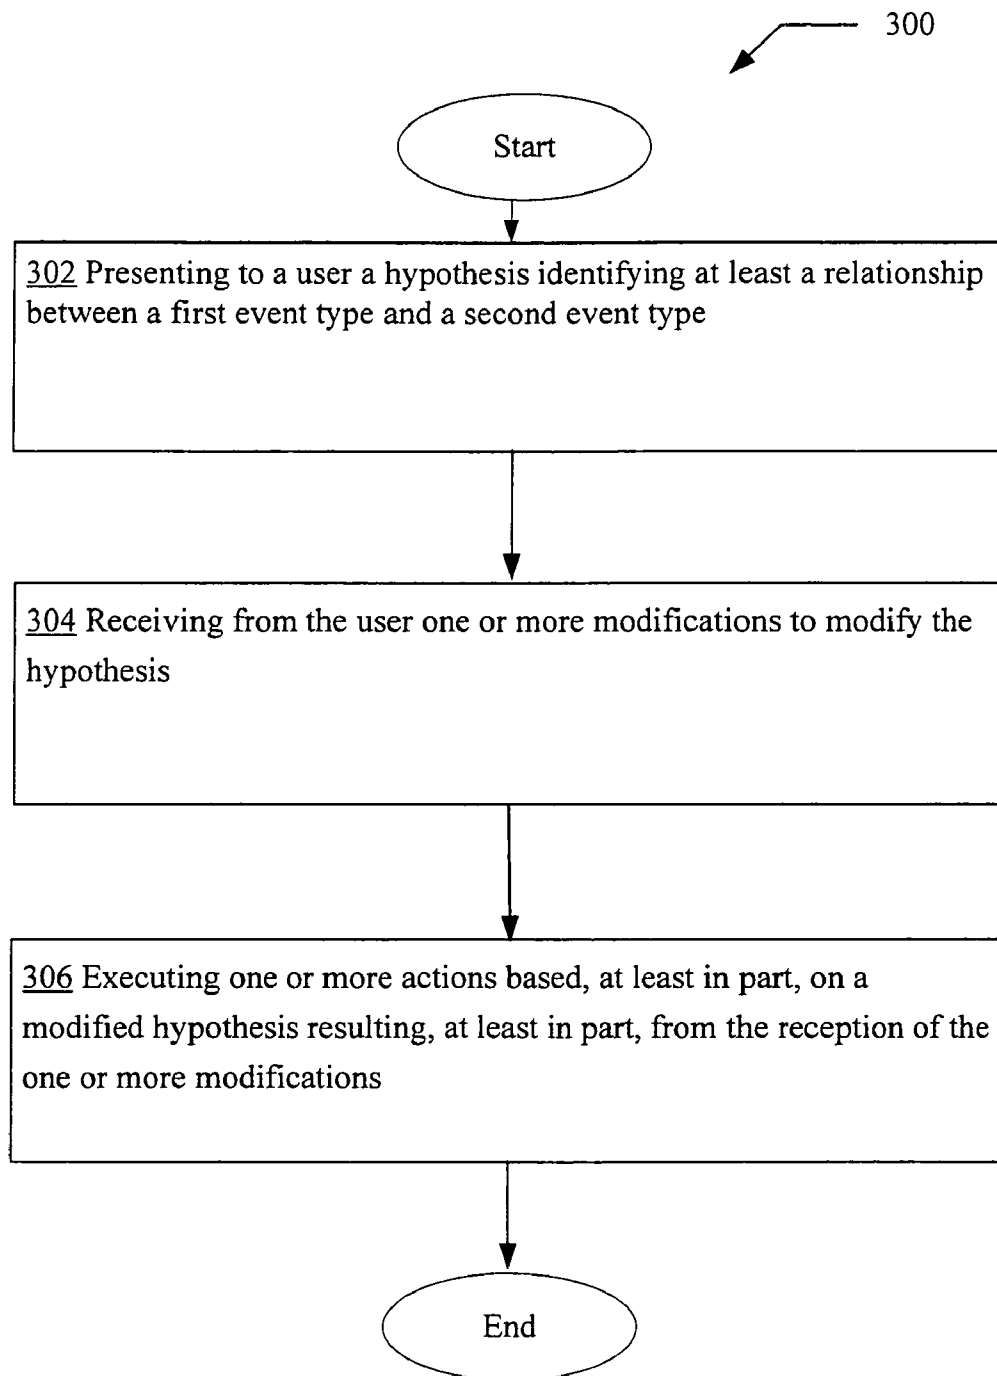 300
Start
302 Presenting to a user a hypothesis identifying at least a relationship
between a first event type and a second event type
304 Receiving from the user one or more modifications to modify the
hypothesis
306 Executing one or more actions based, at least in part, on a
modified hypothesis resulting, at least in part, from the reception of the
one or more modifications
End